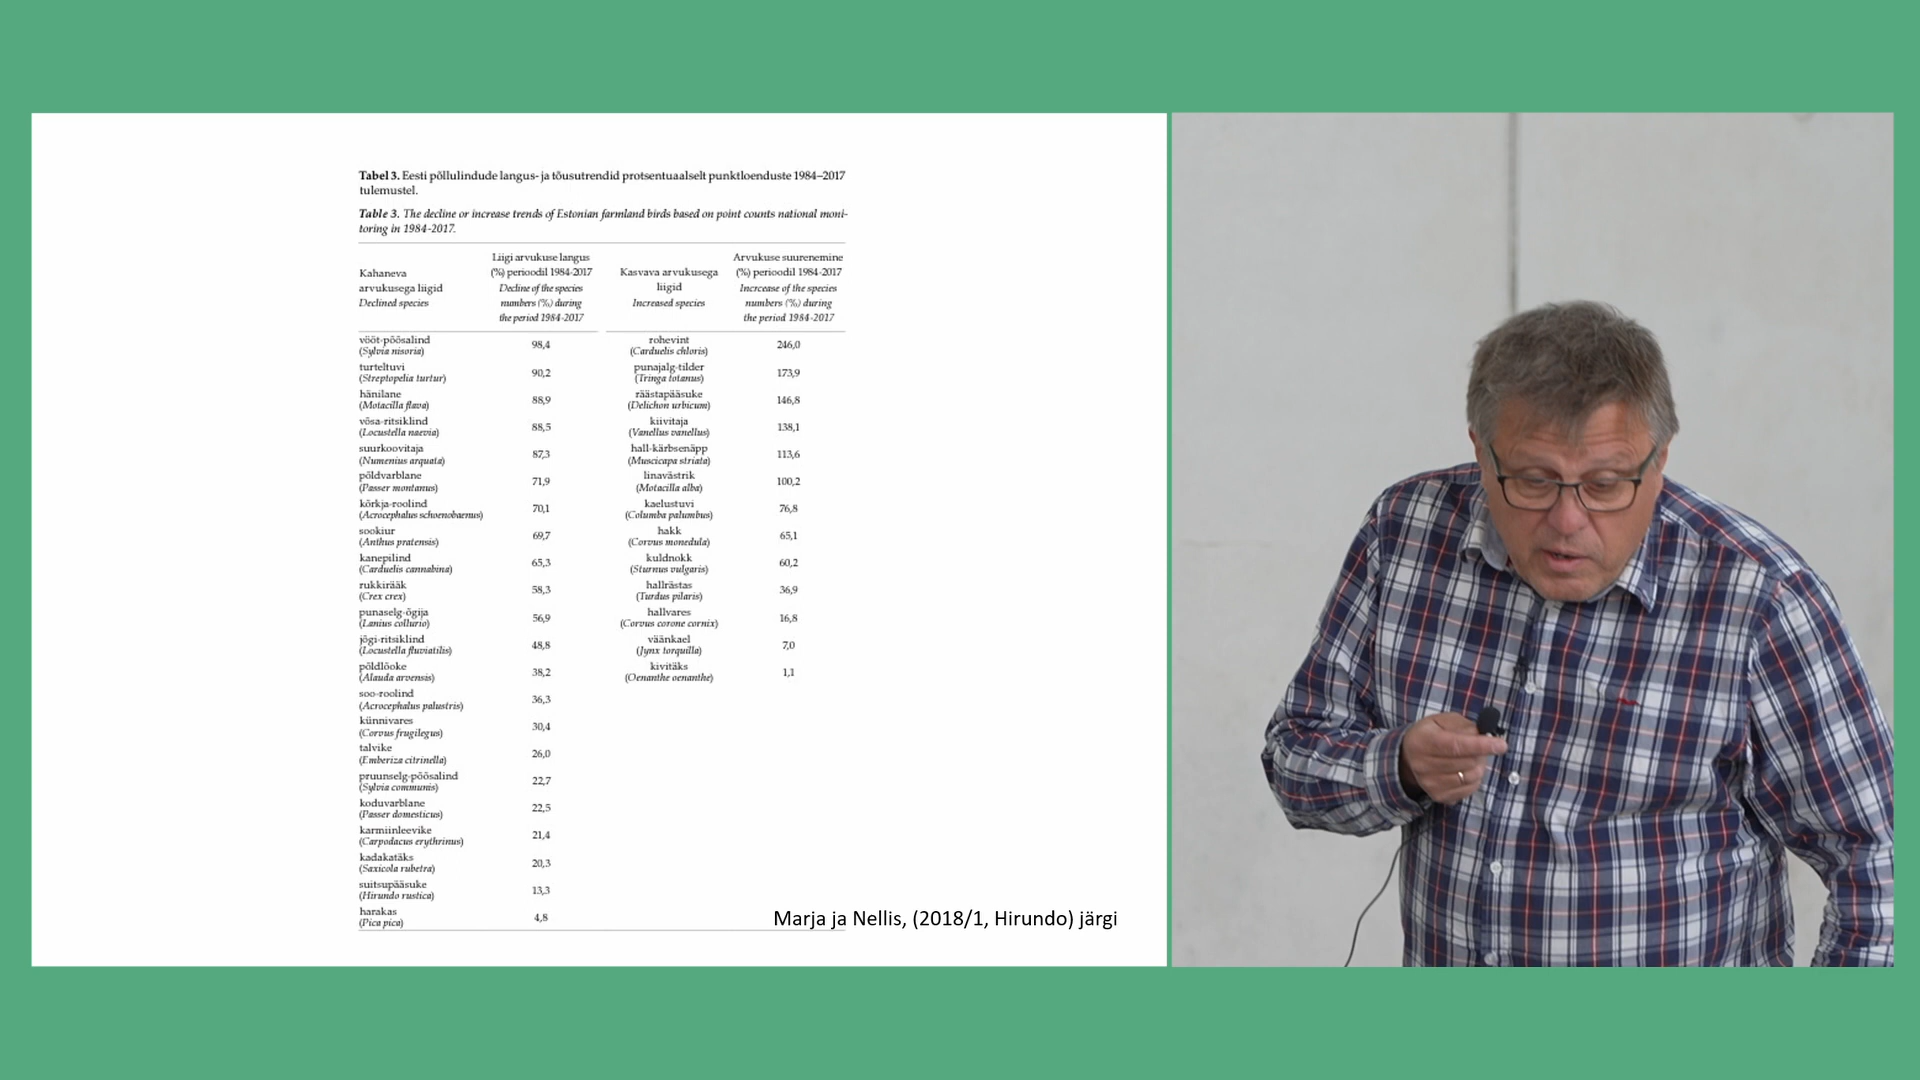 Tabel 3. Eesti põllulindude langus- ja tõusutrendid protsentuaalselt punktloenduste 1984–2017
tulemustel.
Table 3. The decline or increase trends of Estonian farmland birds based on point counts national moni-
toring in 1984-2017.
Kahaneva
arvukusega liigid
Declined species
Liigi arvukuse langus
(%) perioodil 1984-2017
Decline of the species
numbers (%) during
the period 1984-2017
Kasvava arvukusega
liigid
Increased species
Arvukuse suurenemine
(%) perioodil 1984-2017
Incrcease of the species
numbers (%) during
the period 1984-2017
vööt-põõsalind 98,4 rohevint 246,0
(Sylvia nisoria) (Carduelis chloris)
turteltuvi 90,2 punajalg-tilder 173,9
(Streptopelia turtur) (Tringa totanus)
hänilane 88,9 räästapääsuke 146,8
(Motacilla flava) (Delichon urbicum)
võsa-ritsiklind 88,5 kiivitaja 138,1
(Locustella naevia) (Vanellus vanellus)
suurkoovitaja 87,3 hall-kärbsenäpp 113,6
(Numenius arquata) (Muscicapa striata)
põldvarblane 71,9 linavästrik 100,2
(Passer montanus) (Motacilla alba)
kõrkja-roolind 70,1 kaelustuvi 76,8
(Acrocephalus schoenobaenus) (Columba palumbus)
sookiur 69,7 hakk 65,1
(Anthus pratensis) (Corvus monedula)
kanepilind 65,3 kuldnokk 60,2
(Carduelis cannabina) (Sturnus vulgaris)
rukkirääk 58,3 hallrästas 36,9
(Crex crex) (Turdus pilaris)
punaselg-õgija 56,9 hallvares 16,8
(Lanius collurio) (Corvus corone cornix)
jõgi-ritsiklind 48,8 väänkael 7,0
(Locustella fluviatilis) (Jynx torquilla)
põldlõoke 38,2 kivitäks 1,1
(Alauda arvensis) (Oenanthe oenanthe)
soo-roolind 36,3
(Acrocephalus palustris)
künnivares 30,4
(Corvus frugilegus)
talvike 26,0
(Emberiza citrinella)
pruunselg-põõsalind 22,7
(Sylvia communis)
koduvarblane 22,5
(Passer domesticus)
karmiinleevike 21,4
(Carpodacus erythrinus)
kadakatäks 20,3
(Saxicola rubetra)
suitsupääsuke 13,3
(Hirundo rustica)
harakas 4,8
(Pica pica)
Marja ja Nellis, (2018/1, Hirundo) järgi